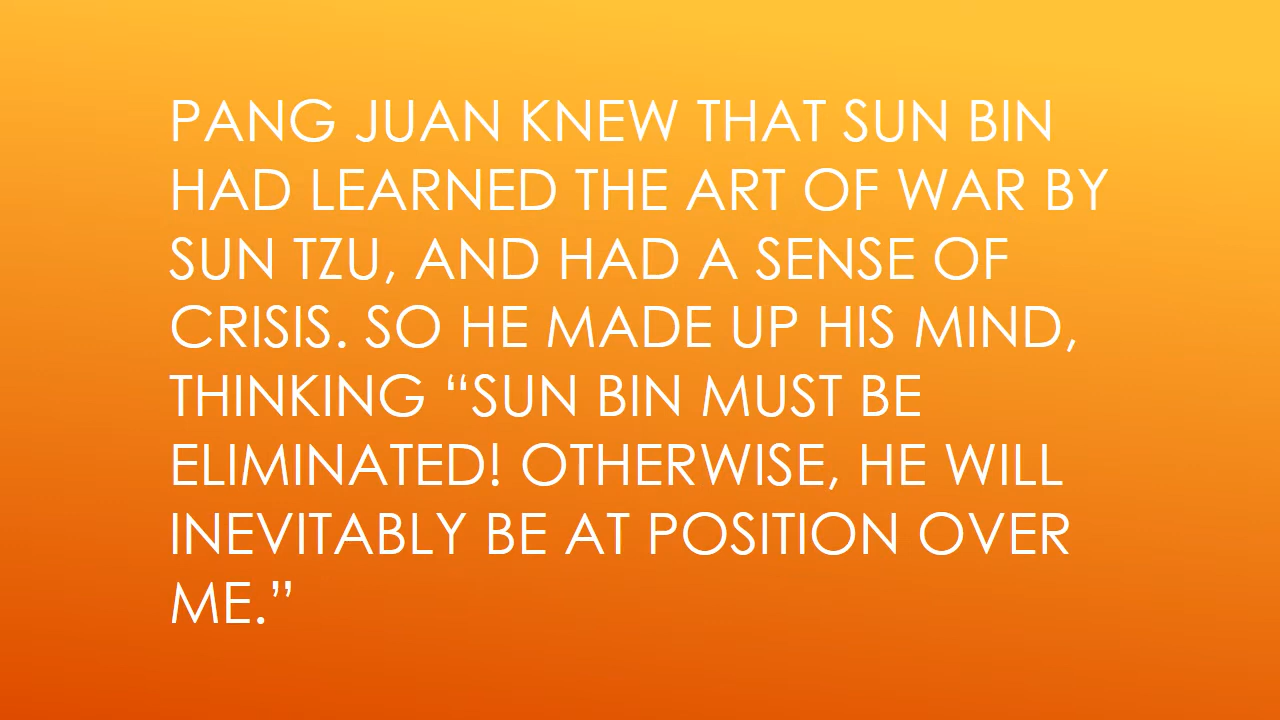 PANG JUAN KNEW THAT SUN BIN
HAD LEARNED THE ART OF WAR BY
SUN TZU, AND HAD A SENSE OF
CRISIS. SO HE MADE UP HIS MIND,
THINKING “SUN BIN MUST BE
ELIMINATED! OTHERWISE, HE WILL
INEVITABLY BE AT POSITION OVER
ME.”